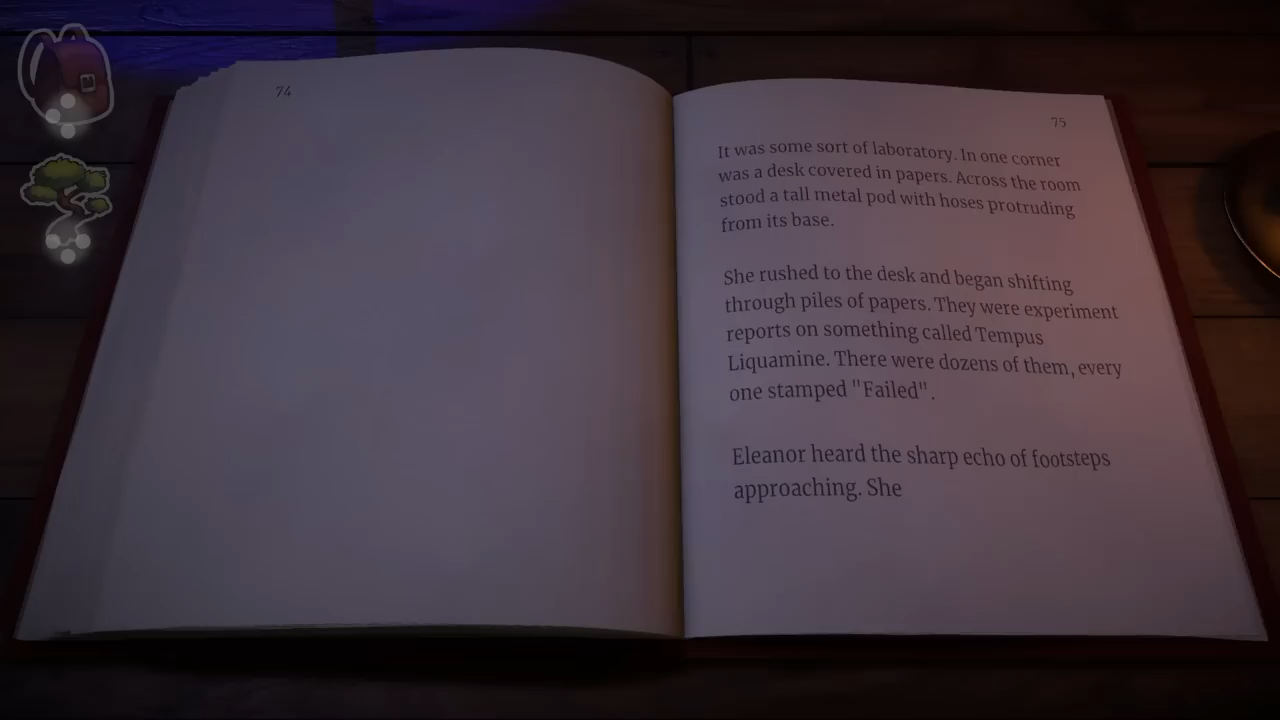 74
75
It was some sort of laboratory. In one corner
was a desk covered in papers. Across the room
stood a tall metal pod with hoses protruding
from its base.
She rushed to the desk and began shifting
through piles of papers. They were experiment
reports on something called Tempus
Liquamine. There were dozens of them, every
one stamped "Failed".
Eleanor heard the sharp echo of footsteps
approaching. She